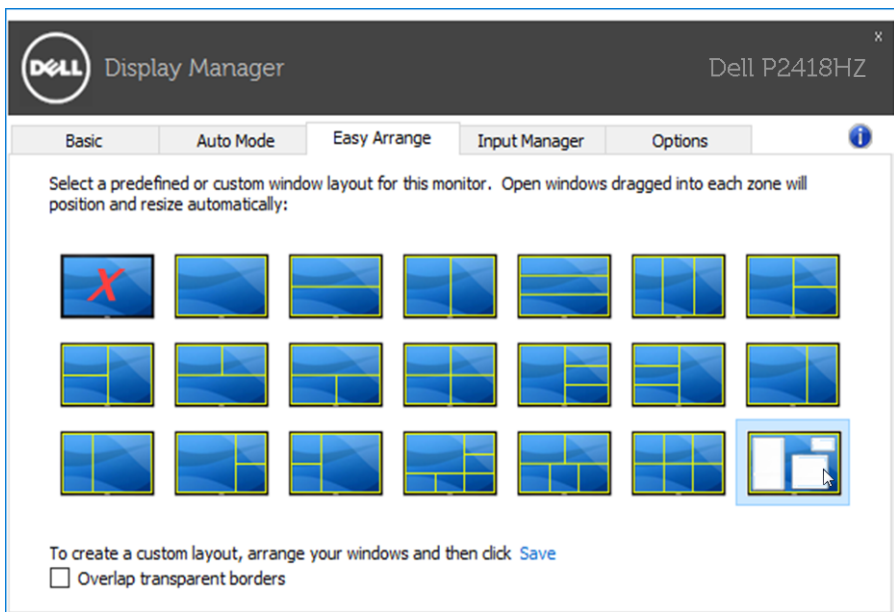 DELL Display Manager
x
Dell P2418HZ
Basic Auto Mode Easy Arrange Input Manager Options i
Select a predefined or custom window layout for this monitor. Open windows dragged into each zone will
position and resize automatically:
X
To create a custom layout, arrange your windows and then click Save
Overlap transparent borders